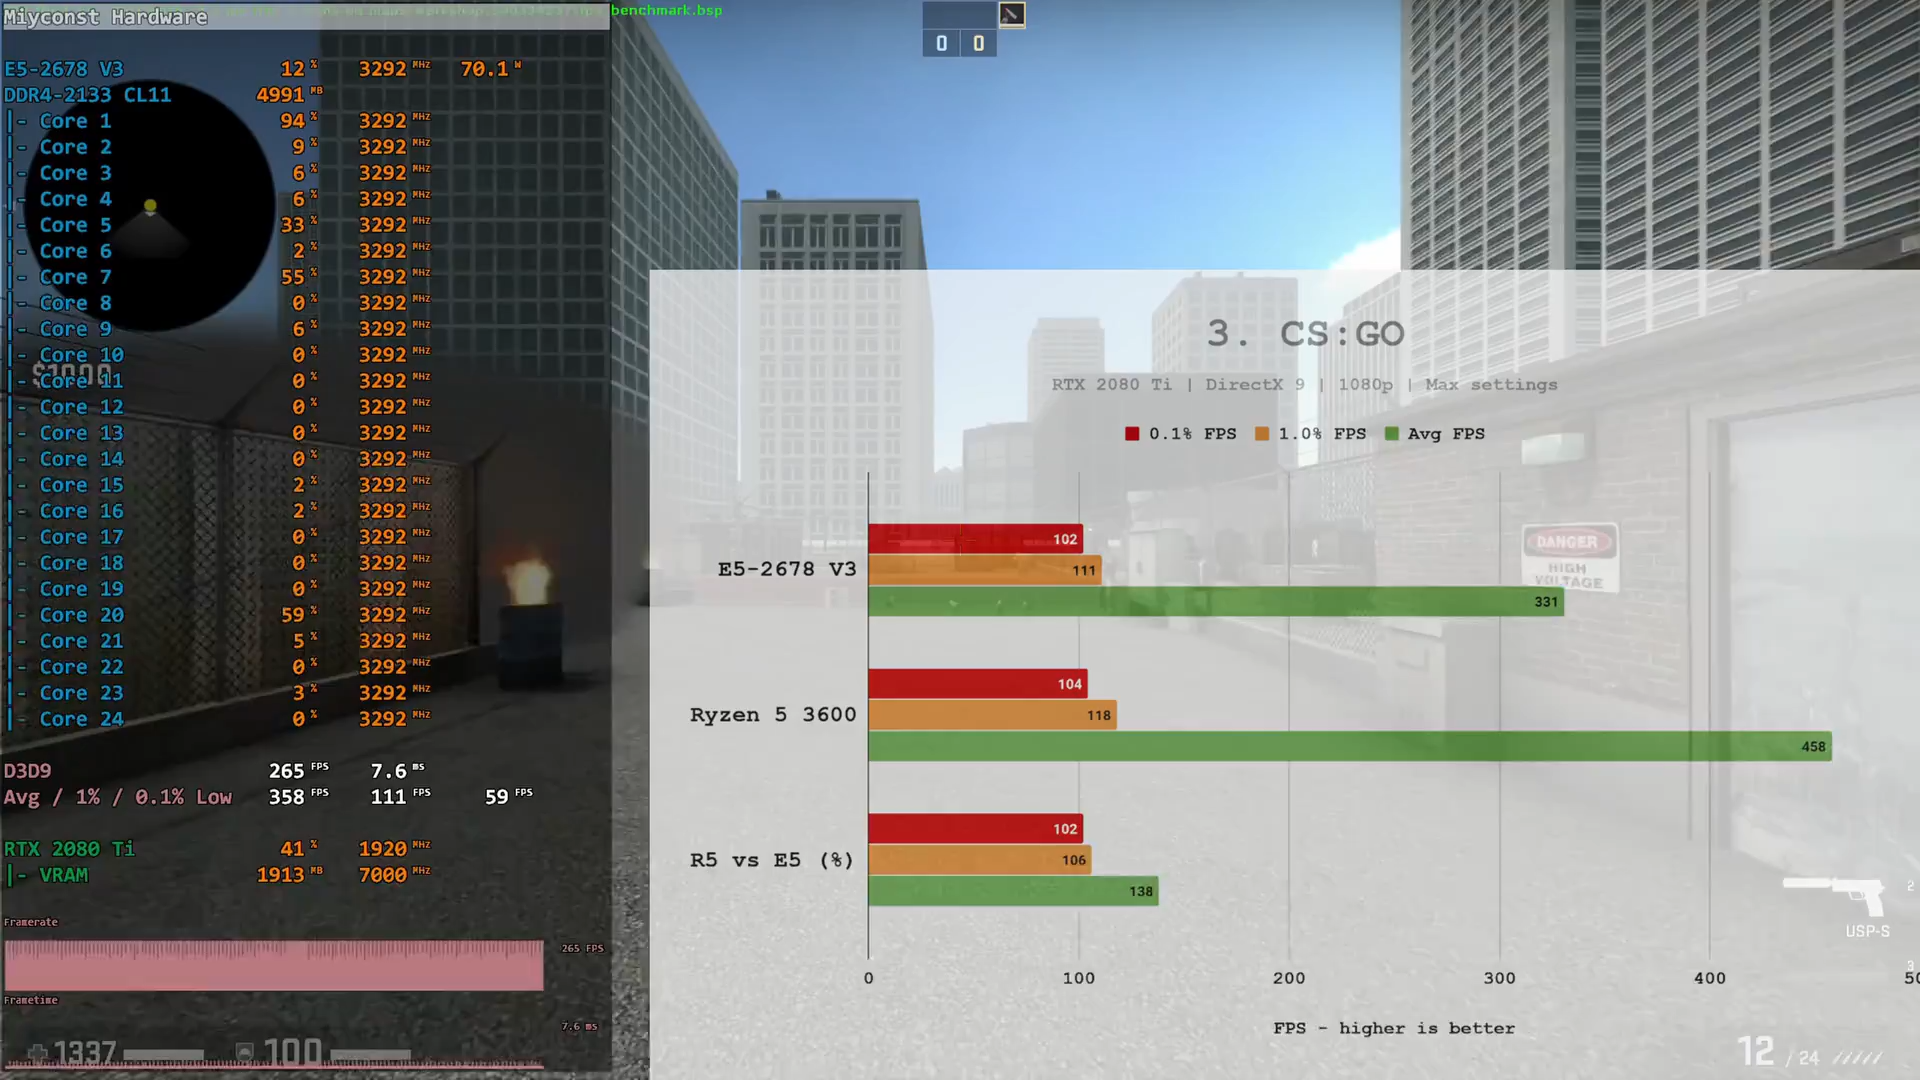 Miyconst Hardware
benchmark.bsp
0 0
E5-2678 V3 12 % 3292 MHz 70.1 W
DDR4-2133 CL11 4991 MB
|- Core 1 94 % 3292 MHz
|- Core 2 9 % 3292 MHz
|- Core 3 6 % 3292 MHz
|- Core 4 6 % 3292 MHz
|- Core 5 33 % 3292 MHz
|- Core 6 2 % 3292 MHz
|- Core 7 55 % 3292 MHz
|- Core 8 0 % 3292 MHz
|- Core 9 6 % 3292 MHz
|- Core 10 0 % 3292 MHz
|- Core 11 0 % 3292 MHz
|- Core 12 0 % 3292 MHz
|- Core 13 0 % 3292 MHz
|- Core 14 0 % 3292 MHz
|- Core 15 2 % 3292 MHz
|- Core 16 2 % 3292 MHz
|- Core 17 0 % 3292 MHz
|- Core 18 0 % 3292 MHz
|- Core 19 0 % 3292 MHz
|- Core 20 59 % 3292 MHz
|- Core 21 5 % 3292 MHz
|- Core 22 0 % 3292 MHz
|- Core 23 3 % 3292 MHz
|- Core 24 0 % 3292 MHz
D3D9 265 FPS 7.6 ms
Avg / 1% / 0.1% Low 358 FPS 111 FPS 59 FPS
RTX 2080 Ti 41 % 1920 MHz
|- VRAM 1913 MB 7000 MHz
Framerate
265 FPS
Frametime
7.6 ms
1337 100
3. CS:GO
RTX 2080 Ti | DirectX 9 | 1080p | Max settings
0.1% FPS 1.0% FPS Avg FPS
E5-2678 V3
102
111
331
Ryzen 5 3600
104
118
458
R5 vs E5 (%)
102
106
138
0 100 200 300 400
FPS - higher is better
DANGER
HIGH
VOLTAGE
2
USP-S
3
12 / 24